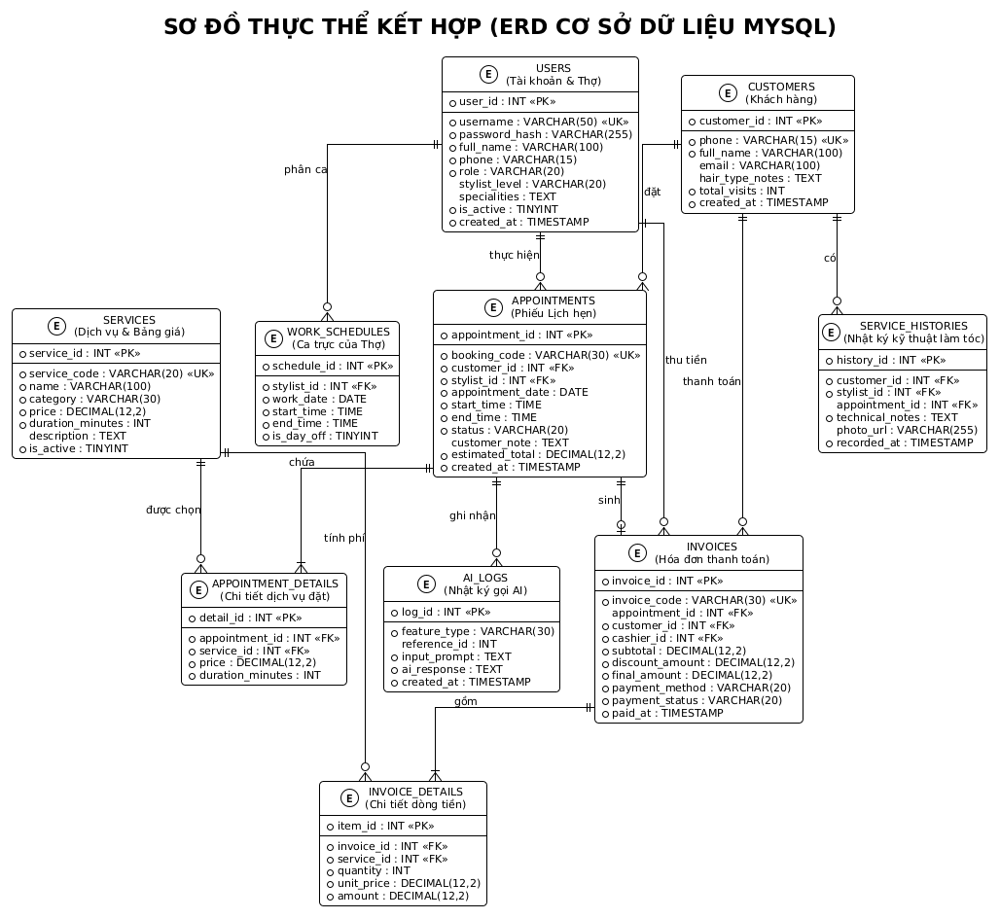 SƠ ĐỒ THỰC THỂ KẾT HỢP (ERD CƠ SỞ DỮ LIỆU MYSQL)
E
USERS
(Tài khoản & Thợ)
user_id : INT «PK»
username : VARCHAR(50) «UK»
password_hash : VARCHAR(255)
full_name : VARCHAR(100)
phone : VARCHAR(15)
role : VARCHAR(20)
stylist_level : VARCHAR(20)
specialities : TEXT
is_active : TINYINT
created_at : TIMESTAMP
E
CUSTOMERS
(Khách hàng)
customer_id : INT «PK»
phone : VARCHAR(15) «UK»
full_name : VARCHAR(100)
email : VARCHAR(100)
hair_type_notes : TEXT
total_visits : INT
created_at : TIMESTAMP
phân ca
đặt
thực hiện
có
E
SERVICES
(Dịch vụ & Bảng giá)
service_id : INT «PK»
service_code : VARCHAR(20) «UK»
name : VARCHAR(100)
category : VARCHAR(30)
price : DECIMAL(12,2)
duration_minutes : INT
description : TEXT
is_active : TINYINT
E
WORK_SCHEDULES
(Ca trực của Thợ)
schedule_id : INT «PK»
stylist_id : INT «FK»
work_date : DATE
start_time : TIME
end_time : TIME
is_day_off : TINYINT
E
APPOINTMENTS
(Phiếu Lịch hẹn)
appointment_id : INT «PK»
booking_code : VARCHAR(30) «UK»
customer_id : INT «FK»
stylist_id : INT «FK»
appointment_date : DATE
start_time : TIME
end_time : TIME
status : VARCHAR(20)
customer_note : TEXT
estimated_total : DECIMAL(12,2)
created_at : TIMESTAMP
thu tiền
thanh toán
E
SERVICE_HISTORIES
(Nhật ký kỹ thuật làm tóc)
history_id : INT «PK»
customer_id : INT «FK»
stylist_id : INT «FK»
appointment_id : INT «FK»
technical_notes : TEXT
photo_url : VARCHAR(255)
recorded_at : TIMESTAMP
chứa
được chọn
tính phí
ghi nhận
sinh
E
APPOINTMENT_DETAILS
(Chi tiết dịch vụ đặt)
detail_id : INT «PK»
appointment_id : INT «FK»
service_id : INT «FK»
price : DECIMAL(12,2)
duration_minutes : INT
E
AI_LOGS
(Nhật ký gọi AI)
log_id : INT «PK»
feature_type : VARCHAR(30)
reference_id : INT
input_prompt : TEXT
ai_response : TEXT
created_at : TIMESTAMP
E
INVOICES
(Hóa đơn thanh toán)
invoice_id : INT «PK»
invoice_code : VARCHAR(30) «UK»
appointment_id : INT «FK»
customer_id : INT «FK»
cashier_id : INT «FK»
subtotal : DECIMAL(12,2)
discount_amount : DECIMAL(12,2)
final_amount : DECIMAL(12,2)
payment_method : VARCHAR(20)
payment_status : VARCHAR(20)
paid_at : TIMESTAMP
gồm
E
INVOICE_DETAILS
(Chi tiết dòng tiền)
item_id : INT «PK»
invoice_id : INT «FK»
service_id : INT «FK»
quantity : INT
unit_price : DECIMAL(12,2)
amount : DECIMAL(12,2)